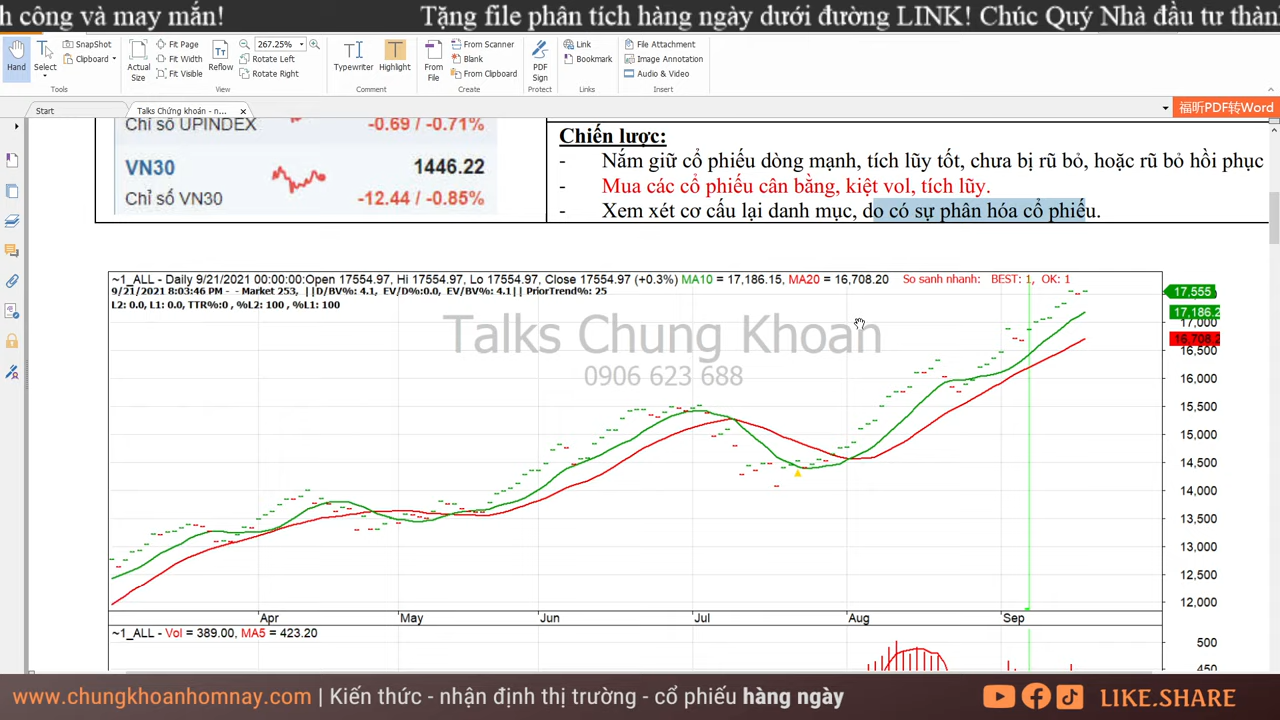 h công và may mắn!
Tặng file phân tích hàng ngày dưới đường LINK! Chúc Quý Nhà đầu tư thàn
Hand
Select
SnapShot
Clipboard
Tools
Actual Size
Fit Page
Fit Width
Fit Visible
Reflow
267.25%
Rotate Left
Rotate Right
View
Typewriter
Highlight
Comment
From File
From Scanner
Blank
From Clipboard
Create
PDF Sign
Protect
Link
Bookmark
Links
File Attachment
Image Annotation
Audio & Video
Insert
Start
Talks Chứng khoán - n...
福昕PDF转Word
Chỉ số UPINDEX
-0.69 / -0.71%
VN30
1446.22
Chỉ số VN30
-12.44 / -0.85%
Chiến lược:
- Nắm giữ cổ phiếu dòng mạnh, tích lũy tốt, chưa bị rũ bỏ, hoặc rũ bỏ hồi phục
- Mua các cổ phiếu cân bằng, kiệt vol, tích lũy.
- Xem xét cơ cấu lại danh mục, do có sự phân hóa cổ phiếu.
~1_ALL - Daily 9/21/2021 00:00:00:Open 17554.97, Hi 17554.97, Lo 17554.97, Close 17554.97 (+0.3%) MA10 = 17,186.15, MA20 = 16,708.20 So sanh nhanh: BEST: 1, OK: 1
9/21/2021 8:03:46 PM - - Market 253, ||D/BV%: 4.1, EV/D%:0.0, EV/BV%: 4.1|| PriorTrend%: 25
L2: 0.0, L1: 0.0, TTR%:0 , %L2: 100 , %L1: 100
Talks Chung Khoan
0906 623 688
17,555
17,186.2
17,000
16,708.2
16,500
16,000
15,500
15,000
14,500
14,000
13,500
13,000
12,500
12,000
Apr May Jun Jul Aug Sep
~1_ALL - Vol = 389.00, MA5 = 423.20
500
450
www.chungkhoanhomnay.com | Kiến thức - nhận định thị trường - cổ phiếu hàng ngày
LIKE.SHARE